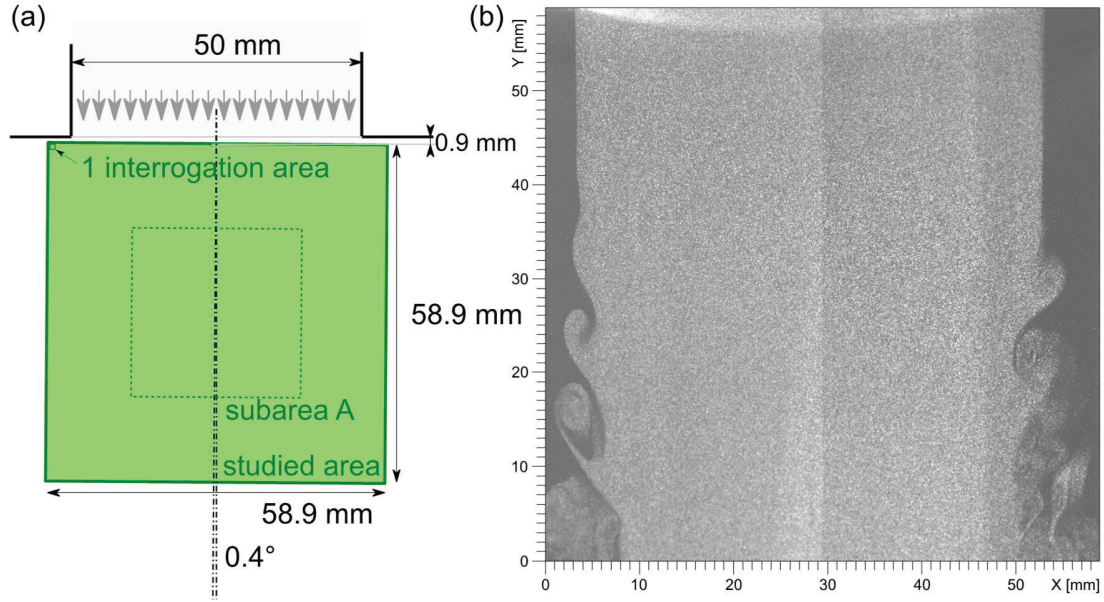 (a)
50 mm
0.9 mm
1 interrogation area
58.9 mm
subarea A
studied area
58.9 mm
0.4°
(b)
Y [mm]
50
40
30
20
10
0
0 10 20 30 40 50 X [mm]